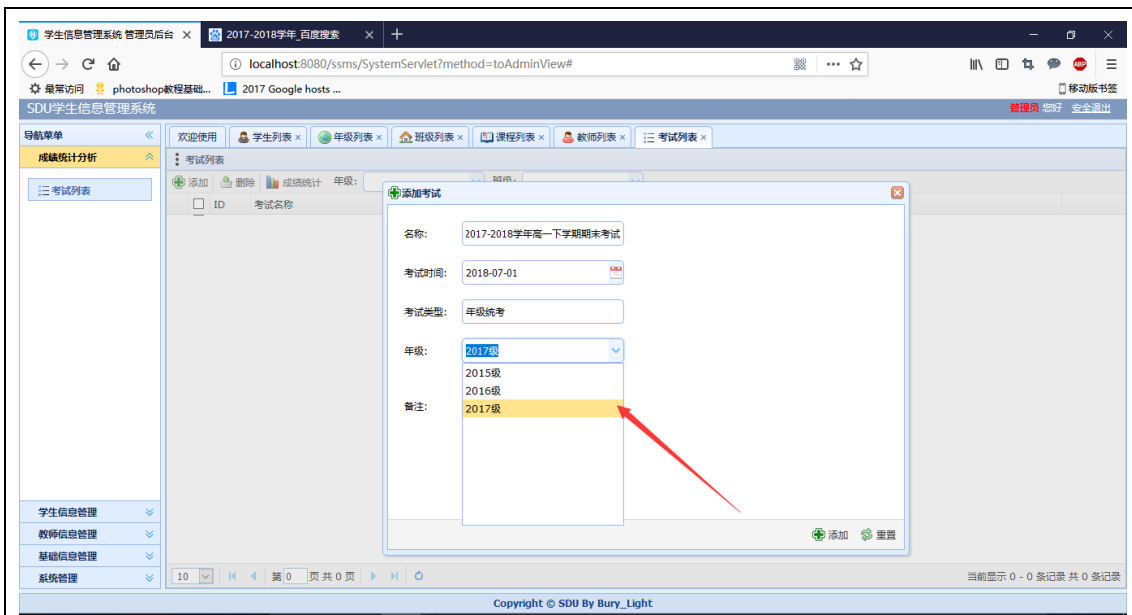 学生信息管理系统 管理员后台
2017-2018学年_百度搜索
localhost:8080/ssms/SystemServlet?method=toAdminView#
最常访问 photoshop教程基础... 2017 Google hosts ... 移动版书签
SDU学生信息管理系统 管理员 您好 安全退出
导航菜单
欢迎使用 学生列表 年级列表 班级列表 课程列表 教师列表 考试列表
成绩统计分析
考试列表
考试列表
添加 删除 成绩统计 年级: 班级:
ID 考试名称
添加考试
名称: 2017-2018学年高一下学期期末考试
考试时间: 2018-07-01
考试类型: 年级统考
年级: 2017级
2015级
2016级
2017级
备注:
添加 重置
学生信息管理
教师信息管理
基础信息管理
系统管理
10 第 0 页 共 0 页 当前显示 0 - 0 条记录 共 0 条记录
Copyright © SDU By Bury_Light